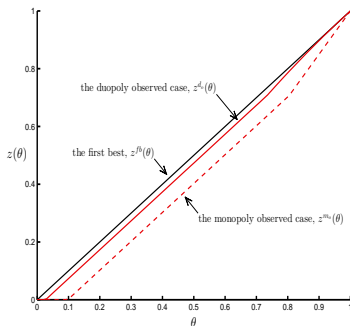 1
0.8
0.6
0.4
0.2
0
z(θ)
the duopoly observed case, z^{d_o}(θ)
the first best, z^{fb}(θ)
the monopoly observed case, z^{m_o}(θ)
0 0.1 0.2 0.3 0.4 0.5 0.6 0.7 0.8 0.9 1
θ